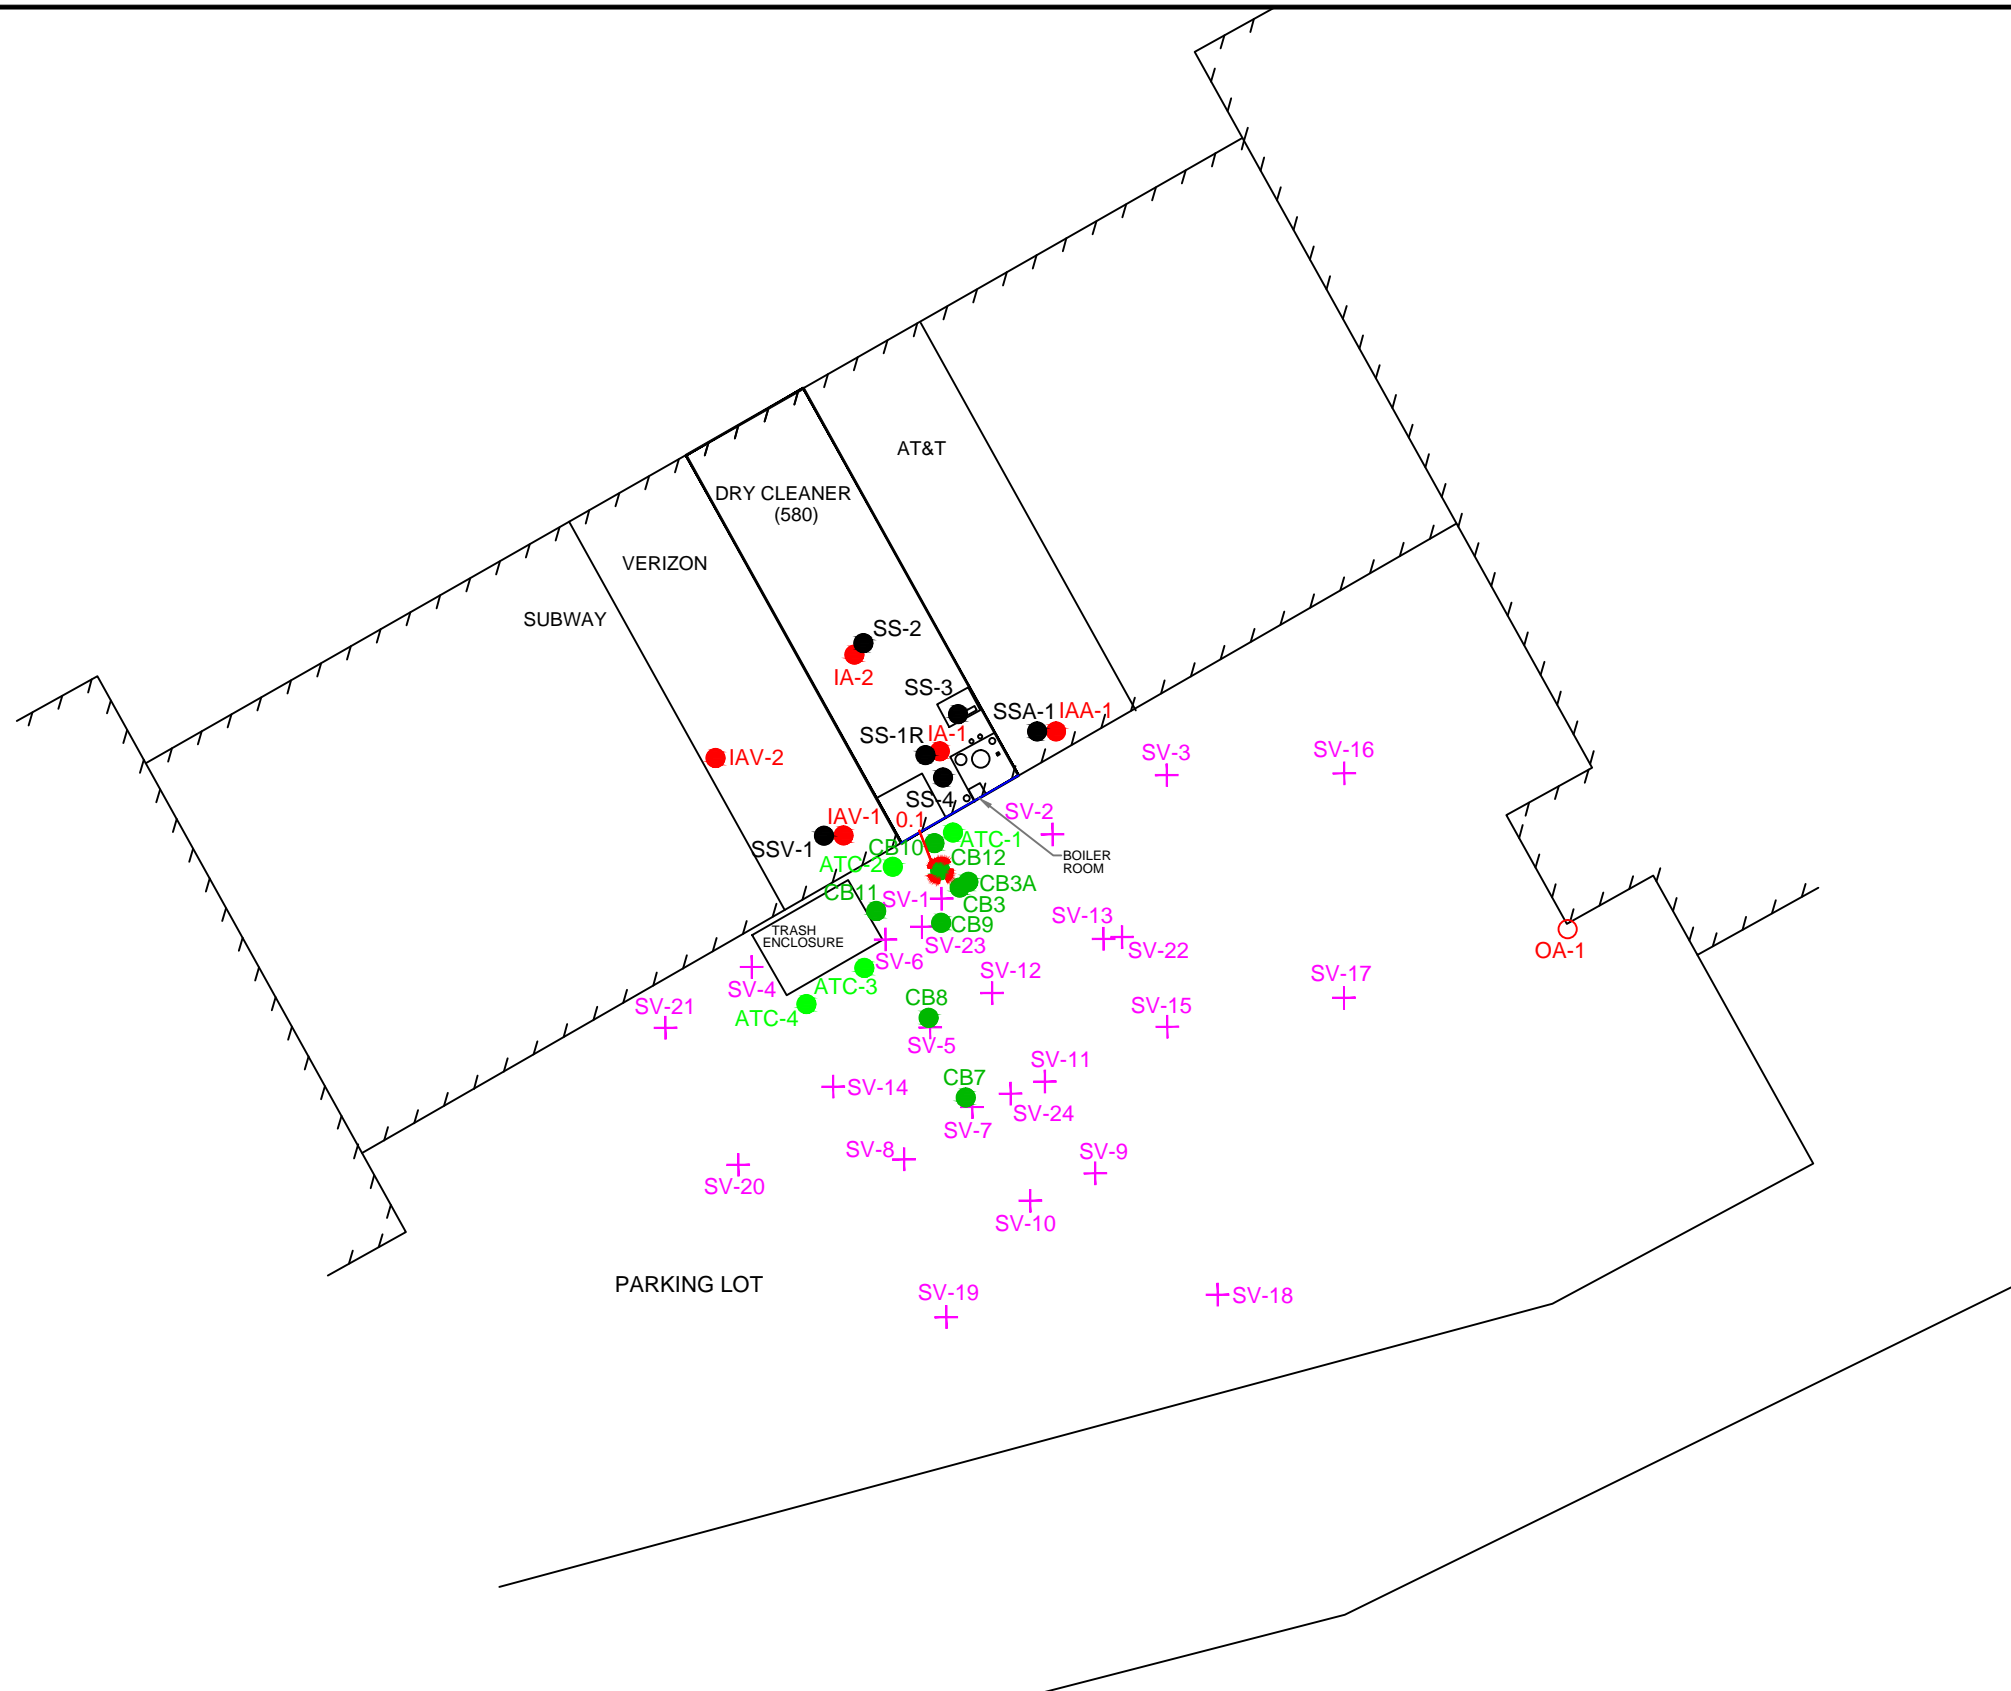 AT&T
DRY CLEANER
(580)
VERIZON
SUBWAY
SS-2
IA-2
SS-3
SSA-1
IAA-1
SS-1R
IA-1
IAV-2
SV-3
SV-16
SS-4
SV-2
IAV-1
0.1
SSV-1
CB10
ATC-1
BOILER
ROOM
ATC-2
CB12
CB3A
CB11
SV-1
CB3
CB9
SV-13
TRASH
ENCLOSURE
SV-23
SV-22
OA-1
SV-6
SV-12
SV-17
SV-4
ATC-3
CB8
SV-21
SV-15
ATC-4
SV-5
SV-11
CB7
SV-14
SV-24
SV-7
SV-8
SV-9
SV-20
SV-10
PARKING LOT
SV-19
SV-18